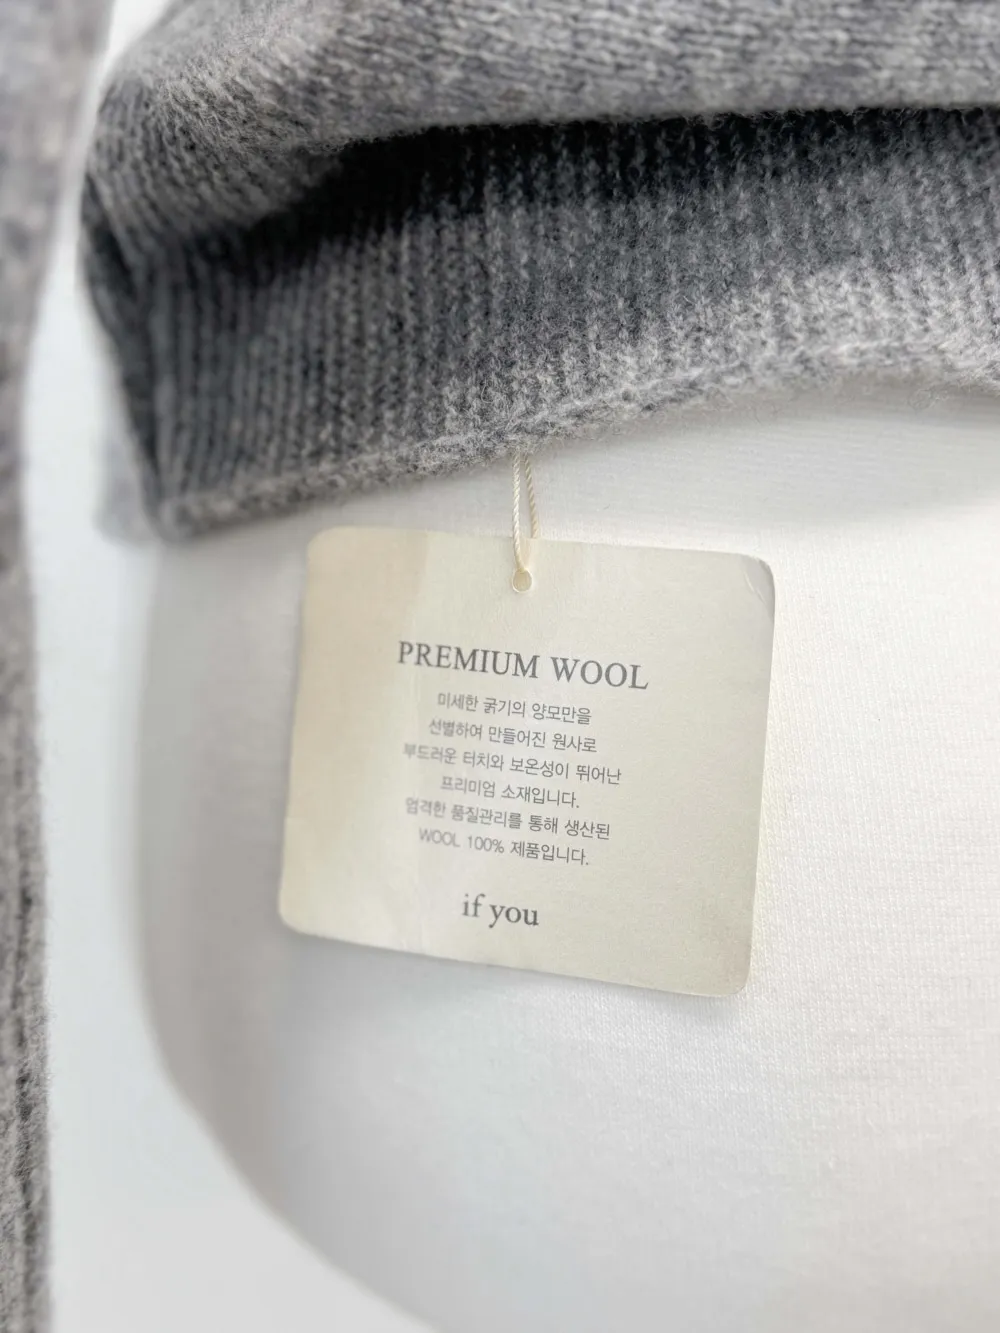 PREMIUM WOOL
미세한 굵기의 양모만을
선별하여 만들어진 원사로
부드러운 터치와 보온성이 뛰어난
프리미엄 소재입니다.
엄격한 품질관리를 통해 생산된
WOOL 100% 제품입니다.
if you